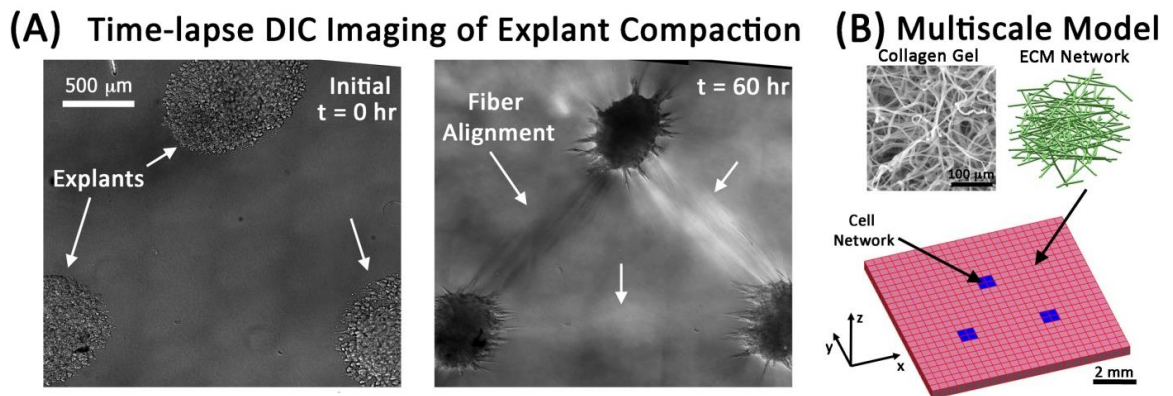 (A) Time-lapse DIC Imaging of Explant Compaction
500 μm
Initial
t = 0 hr
Explants
t = 60 hr
Fiber
Alignment
(B) Multiscale Model
Collagen Gel
ECM Network
100 μm
Cell
Network
z
y
x
2 mm